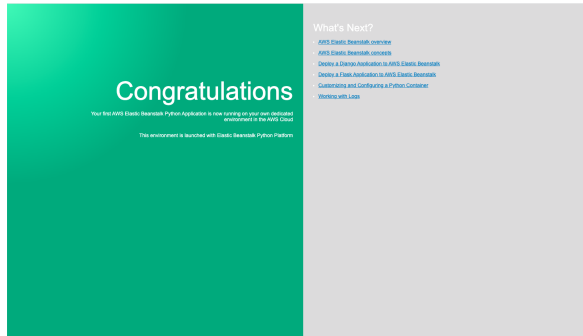 Congratulations
Your first AWS Elastic Beanstalk Python Application is now running on your own dedicated
environment in the AWS Cloud
This environment is launched with Elastic Beanstalk Python Platform
What's Next?
AWS Elastic Beanstalk overview
AWS Elastic Beanstalk concepts
Deploy a Django Application to AWS Elastic Beanstalk
Deploy a Flask Application to AWS Elastic Beanstalk
Customizing and Configuring a Python Container
Working with Logs